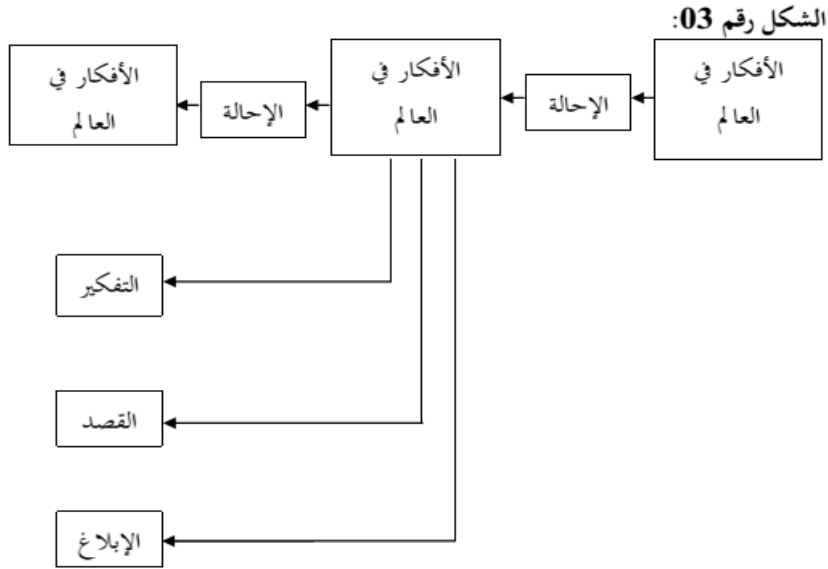 الشكل رقم 03:
الأفكار في
العالم
الإحالة
الأفكار في
العالم
الإحالة
الأفكار في
العالم
التفكير
القصد
الإبلاغ